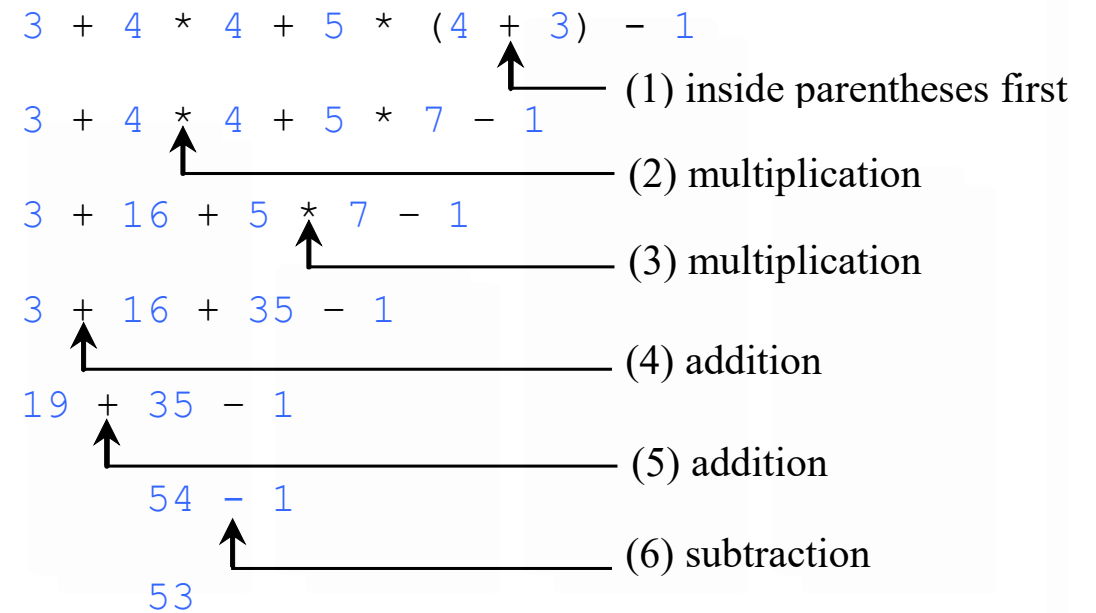 3 + 4 * 4 + 5 * (4 + 3) - 1
(1) inside parentheses first
3 + 4 * 4 + 5 * 7 – 1
(2) multiplication
3 + 16 + 5 * 7 – 1
(3) multiplication
3 + 16 + 35 – 1
(4) addition
19 + 35 – 1
(5) addition
54 - 1
(6) subtraction
53